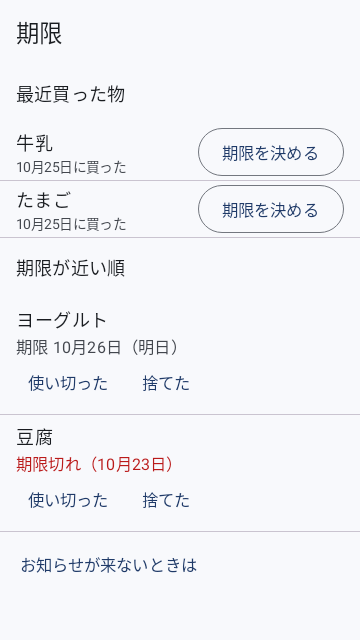 期限
最近買った物
牛乳
10月25日に買った
期限を決める
たまご
10月25日に買った
期限を決める
期限が近い順
ヨーグルト
期限 10月26日（明日）
使い切った 捨てた
豆腐
期限切れ（10月23日）
使い切った 捨てた
お知らせが来ないときは